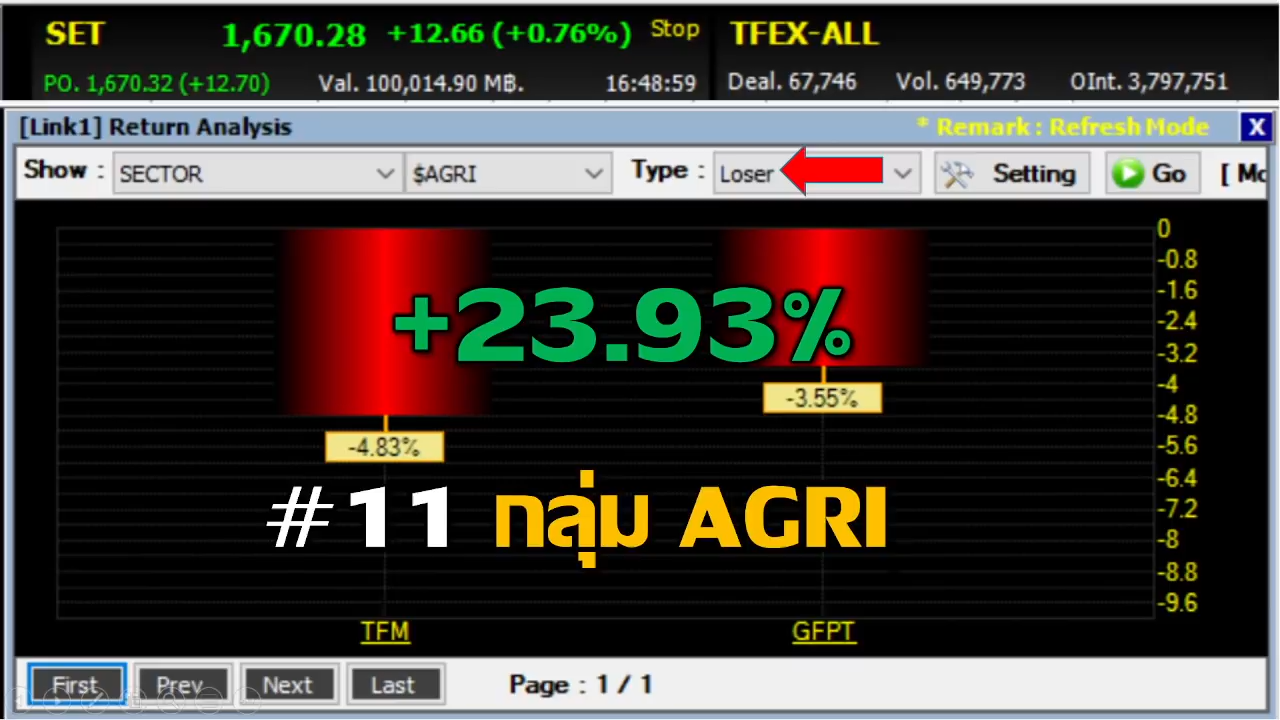 SET 1,670.28 +12.66 (+0.76%) Stop TFEX-ALL
PO. 1,670.32 (+12.70) Val. 100,014.90 M฿. 16:48:59 Deal. 67,746 Vol. 649,773 OInt. 3,797,751
[Link1] Return Analysis * Remark : Refresh Mode X
Show : SECTOR $AGRI Type : Loser Setting Go [ Mo
0
-0.8
-1.6
-2.4
+23.93%
-3.2
-4
-3.55%
-4.8
-4.83%
-5.6
-6.4
-7.2
#11 กลุ่ม AGRI
-8
-8.8
-9.6
TFM GFPT
First Prev Next Last Page : 1 / 1